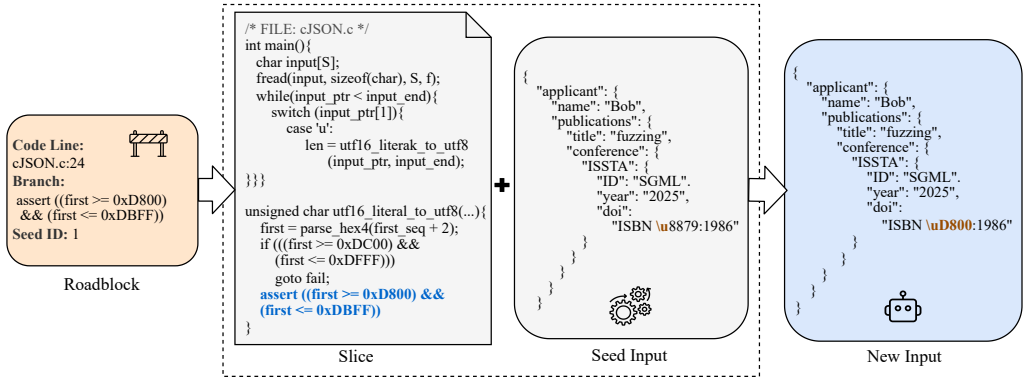 Code Line:
cJSON.c:24
Branch:
assert ((first >= 0xD800)
&& (first <= 0xDBFF))
Seed ID: 1
Roadblock
/* FILE: cJSON.c */
int main(){
char input[S];
fread(input, sizeof(char), S, f);
while(input_ptr < input_end){
switch (input_ptr[1]){
case 'u':
len = utf16_literak_to_utf8
(input_ptr, input_end);
}}}
unsigned char utf16_literal_to_utf8(...){
first = parse_hex4(first_seq + 2);
if (((first >= 0xDC00) &&
(first <= 0xDFFF)))
goto fail;
assert ((first >= 0xD800) &&
(first <= 0xDBFF))
}
Slice
{
"applicant": {
"name": "Bob",
"publications": {
"title": "fuzzing",
"conference": {
"ISSTA": {
"ID": "SGML".
"year": "2025",
"doi":
"ISBN \u8879:1986"
}
}
}
}
}
Seed Input
{
"applicant": {
"name": "Bob",
"publications": {
"title": "fuzzing",
"conference": {
"ISSTA": {
"ID": "SGML".
"year": "2025",
"doi":
"ISBN \uD800:1986"
}
}
}
}
}
New Input